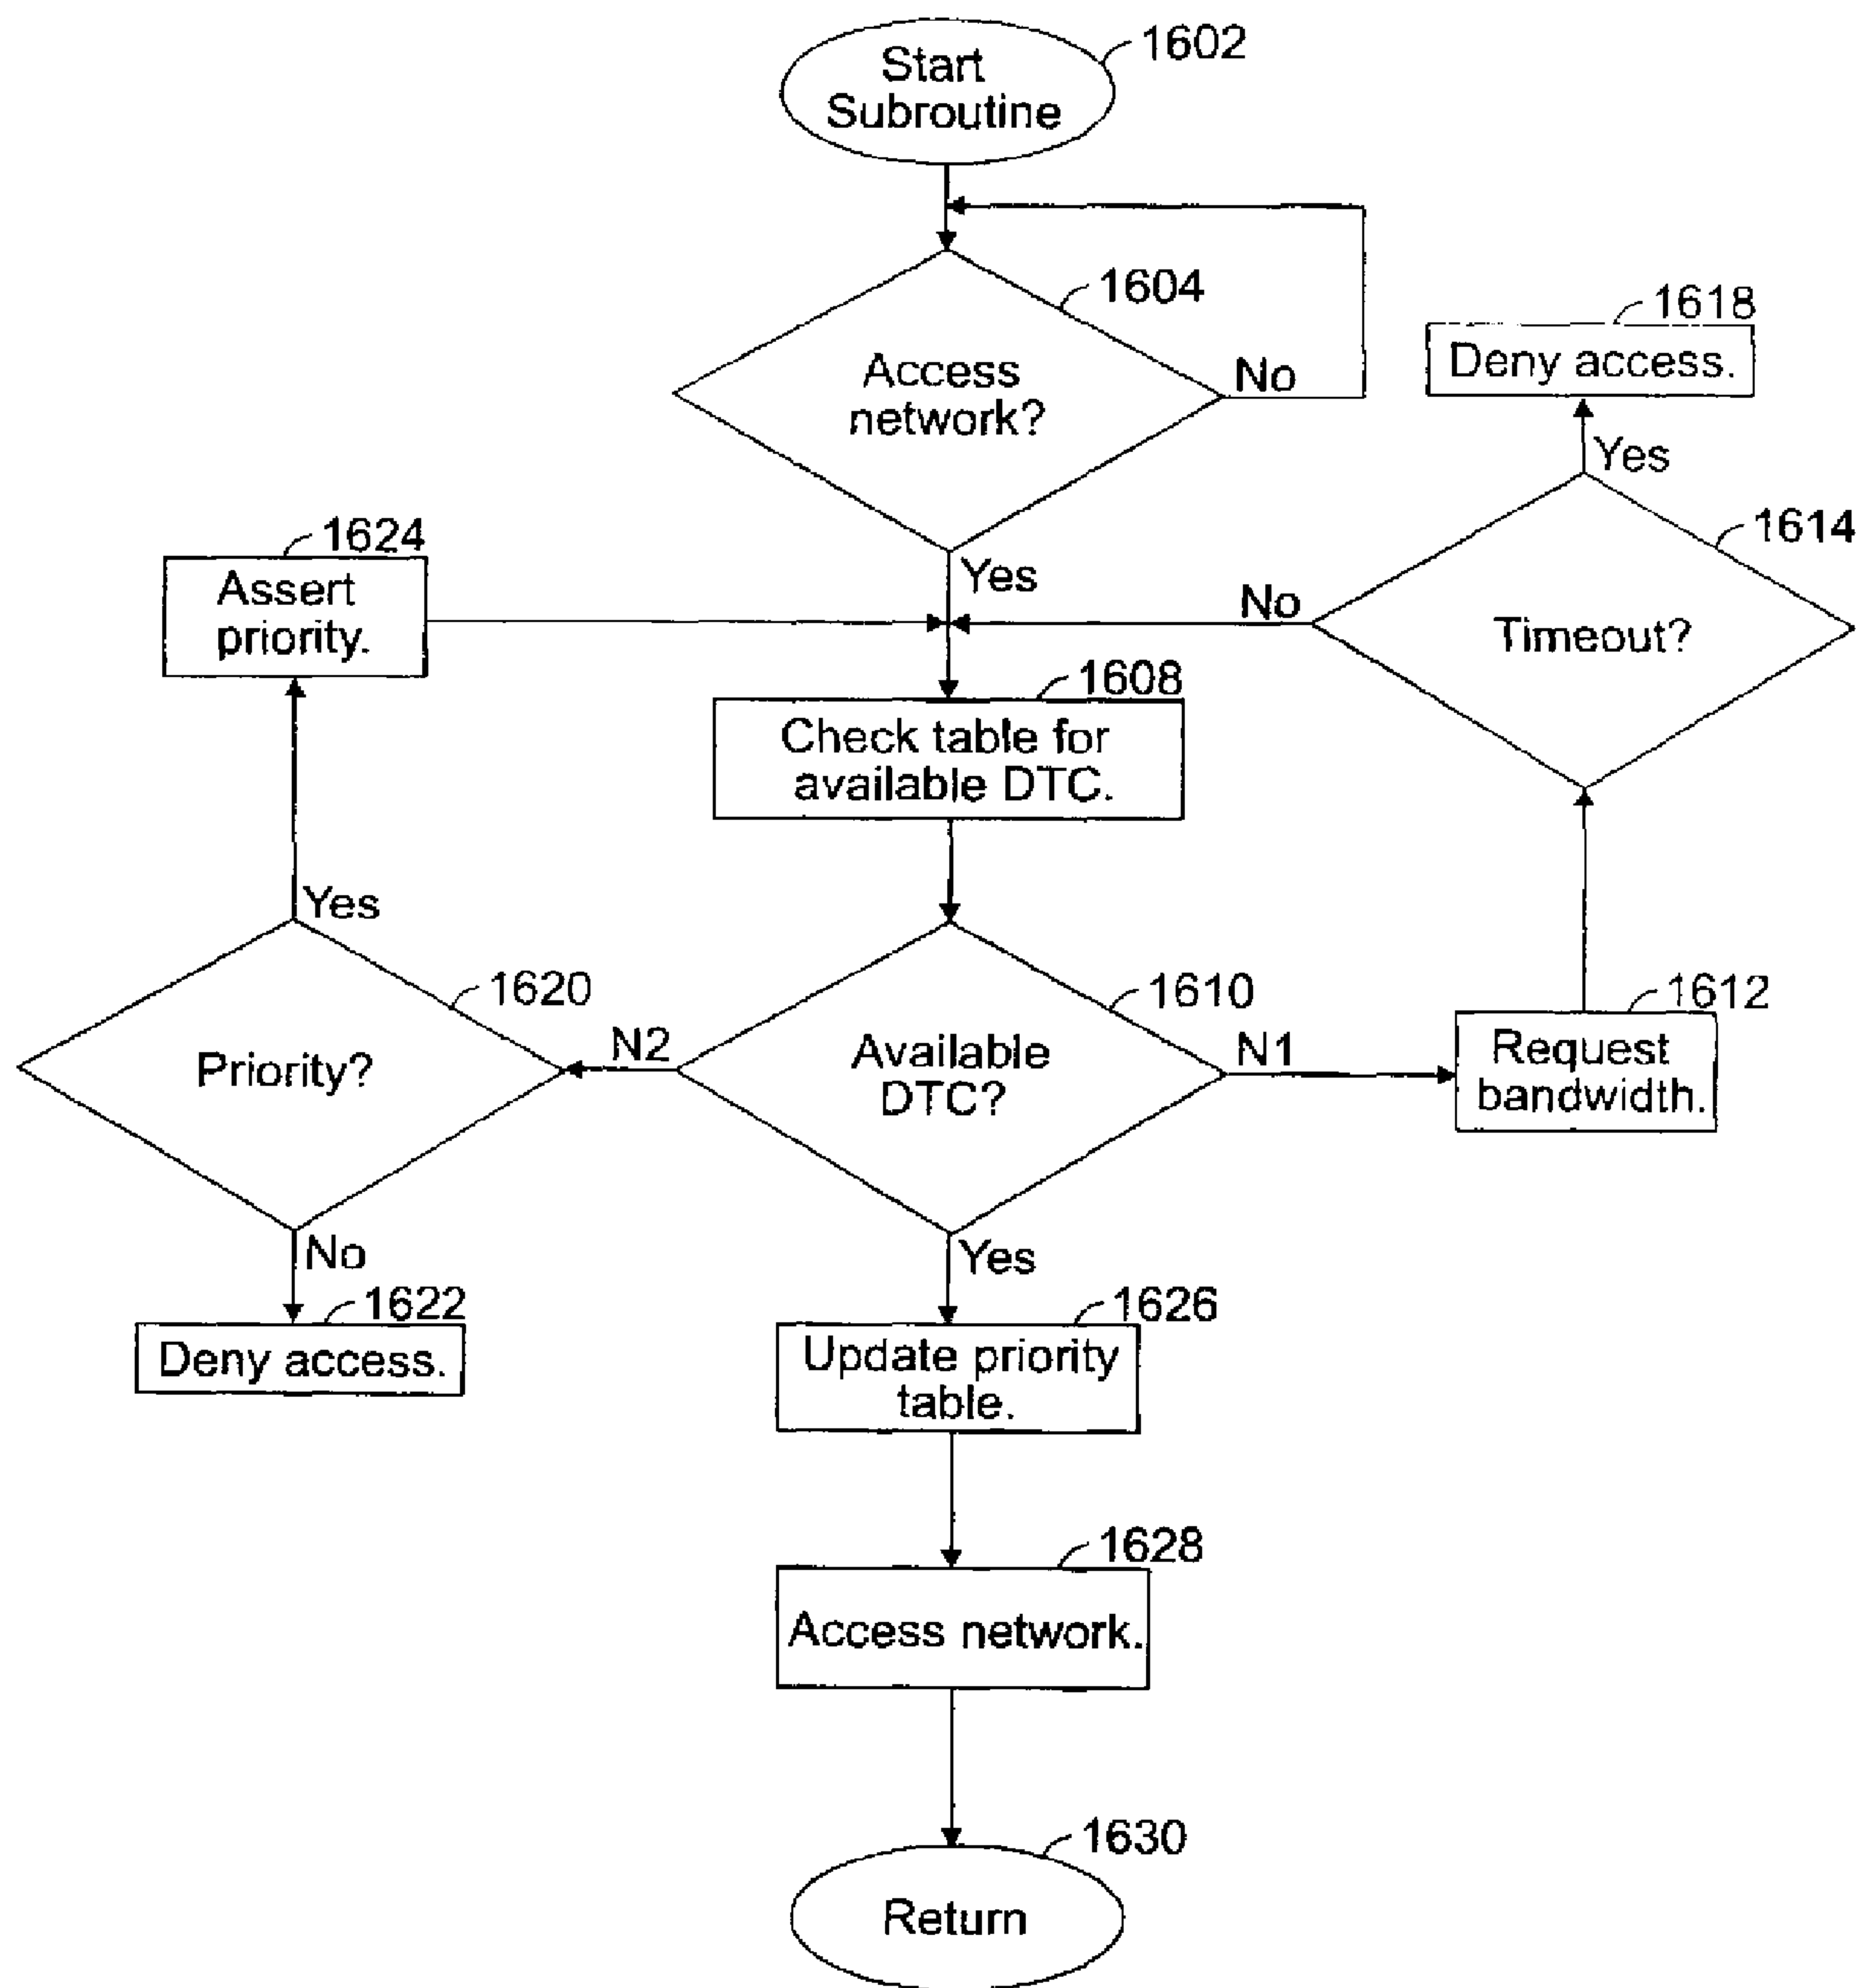 1602
Start
Subroutine
1604
Access
network?
No
Yes
1618
Deny access.
Yes
1614
Timeout?
No
1624
Assert
priority.
1608
Check table for
available DTC.
Yes
1620
Priority?
N2
1610
Available
DTC?
N1
1612
Request
bandwidth.
No
1622
Deny access.
Yes
1626
Update priority
table.
1628
Access network.
1630
Return